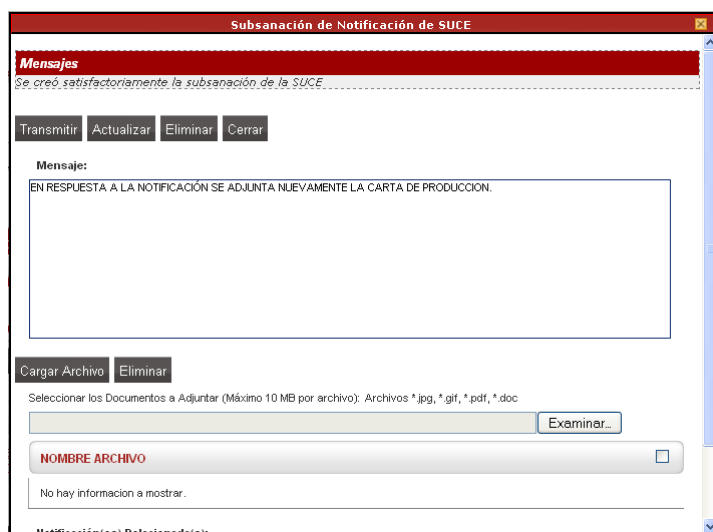 Subsanación de Notificación de SUCE
Mensajes
Se creó satisfactoriamente la subsanación de la SUCE
Transmitir Actualizar Eliminar Cerrar
Mensaje:
EN RESPUESTA A LA NOTIFICACIÓN SE ADJUNTA NUEVAMENTE LA CARTA DE PRODUCCION.
Cargar Archivo Eliminar
Seleccionar los Documentos a Adjuntar (Máximo 10 MB por archivo): Archivos *.jpg, *.gif, *.pdf, *.doc
Examinar...
NOMBRE ARCHIVO
No hay informacion a mostrar.